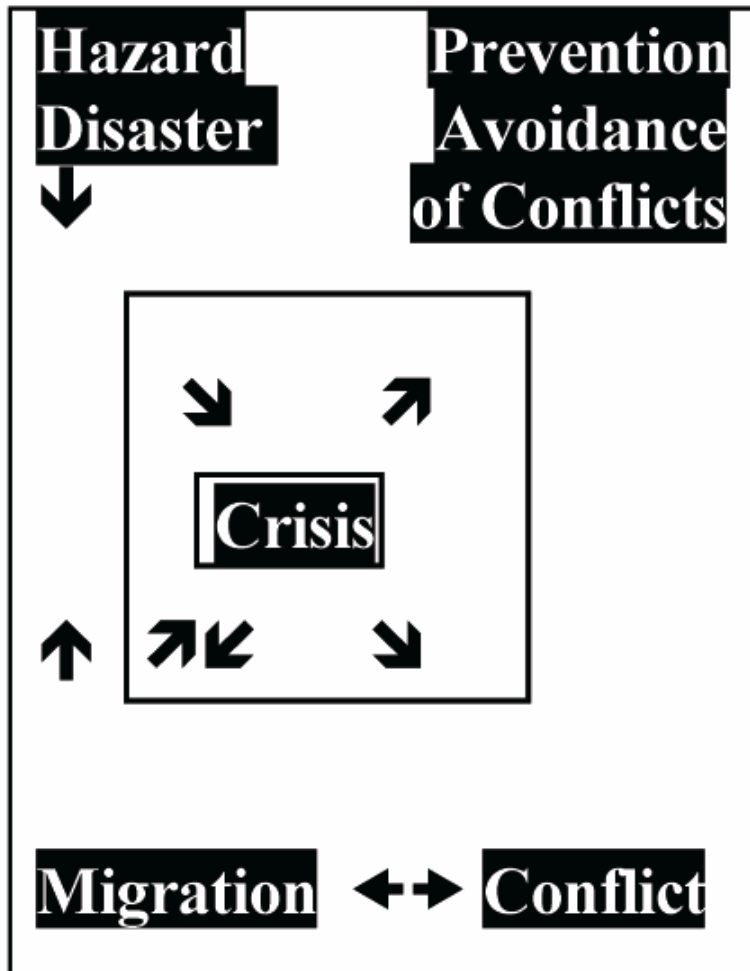 Hazard
Disaster
Prevention
Avoidance
of Conflicts
Crisis
Migration
Conflict